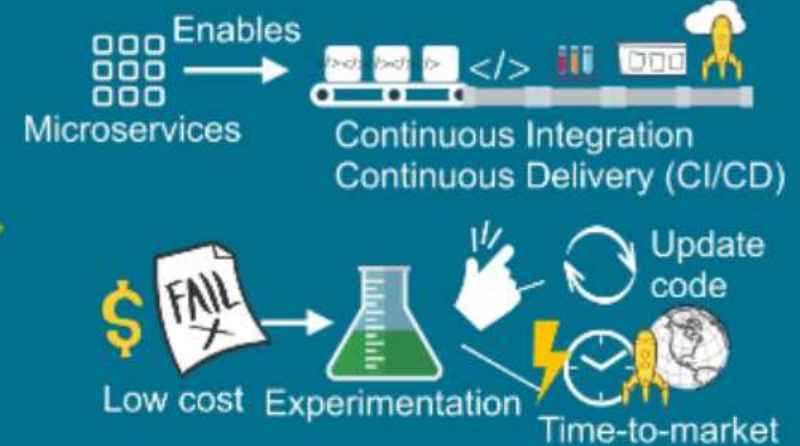 Enables
</>
Microservices
Continuous Integration
Continuous Delivery (CI/CD)
$
FAIL
X
Update
code
Low cost
Experimentation
Time-to-market